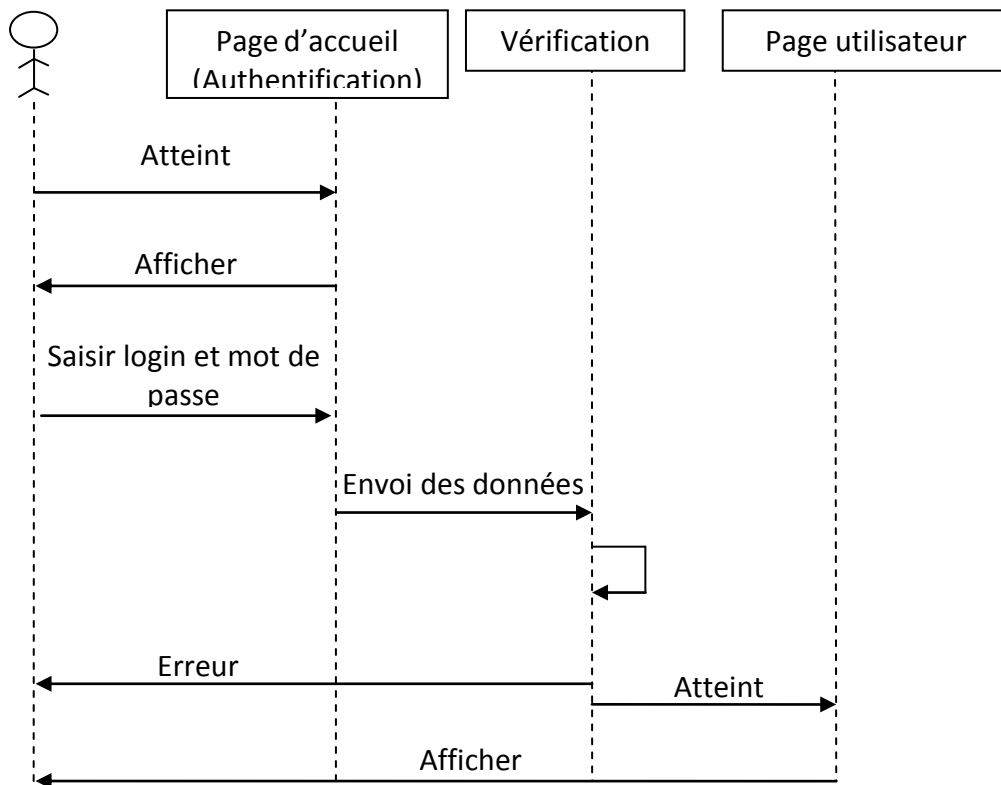 Page d'accueil
(Authentification)
Vérification
Page utilisateur
Atteint
Afficher
Saisir login et mot de
passe
Envoi des données
Erreur
Atteint
Afficher